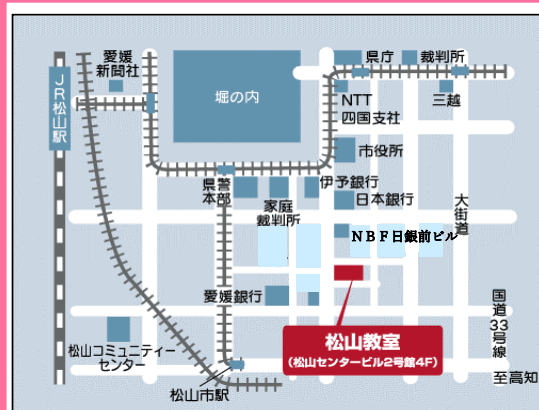 愛媛
新聞社
JR松山駅
堀の内
県庁
裁判所
NTT
四国支社
三越
市役所
県警
本部
家庭
裁判所
伊予銀行
日本銀行
大街道
NBF日銀前ビル
愛媛銀行
松山教室
(松山センタービル2号館4F)
国道33号線
至高知
松山コミュニティー
センター
松山市駅